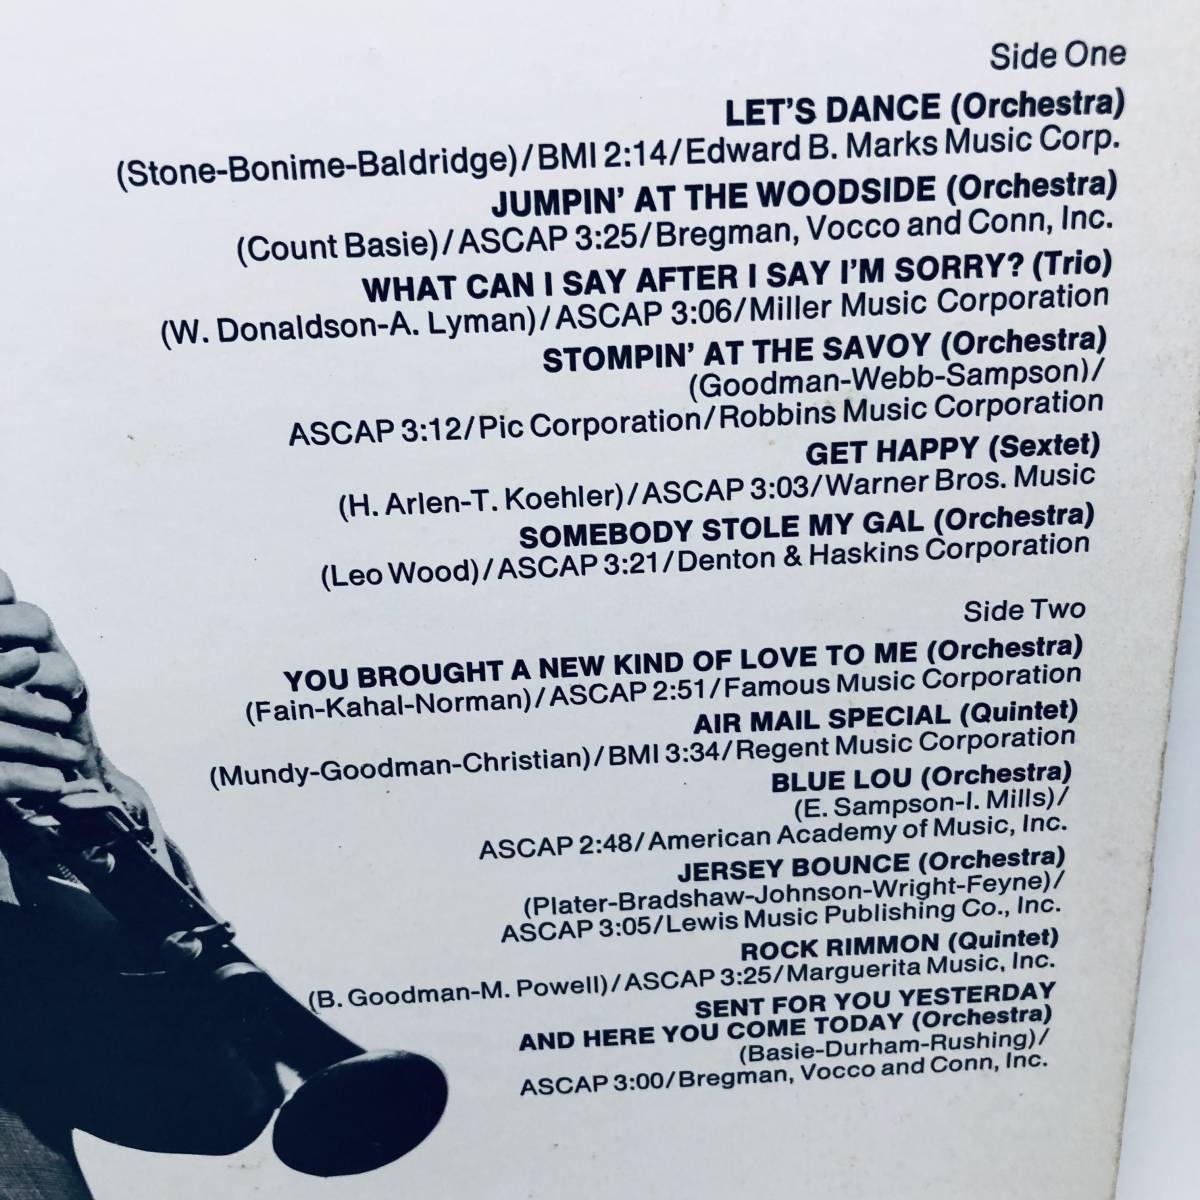 Side One
LET'S DANCE (Orchestra)
(Stone-Bonime-Baldridge)/BMI 2:14/Edward B. Marks Music Corp.
JUMPIN' AT THE WOODSIDE (Orchestra)
(Count Basie)/ASCAP 3:25/Bregman, Vocco and Conn, Inc.
WHAT CAN I SAY AFTER I SAY I'M SORRY? (Trio)
(W. Donaldson-A. Lyman)/ASCAP 3:06/Miller Music Corporation
STOMPIN' AT THE SAVOY (Orchestra)
(Goodman-Webb-Sampson)/
ASCAP 3:12/Pic Corporation/Robbins Music Corporation
GET HAPPY (Sextet)
(H. Arlen-T. Koehler)/ASCAP 3:03/Warner Bros. Music
SOMEBODY STOLE MY GAL (Orchestra)
(Leo Wood)/ASCAP 3:21/Denton & Haskins Corporation
Side Two
YOU BROUGHT A NEW KIND OF LOVE TO ME (Orchestra)
(Fain-Kahal-Norman)/ASCAP 2:51/Famous Music Corporation
AIR MAIL SPECIAL (Quintet)
(Mundy-Goodman-Christian)/BMI 3:34/Regent Music Corporation
BLUE LOU (Orchestra)
(E. Sampson-I. Mills)/
ASCAP 2:48/American Academy of Music, Inc.
JERSEY BOUNCE (Orchestra)
(Plater-Bradshaw-Johnson-Wright-Feyne)/
ASCAP 3:05/Lewis Music Publishing Co., Inc.
ROCK RIMMON (Quintet)
(B. Goodman-M. Powell)/ASCAP 3:25/Marguerita Music, Inc.
SENT FOR YOU YESTERDAY
AND HERE YOU COME TODAY (Orchestra)
(Basie-Durham-Rushing)/
ASCAP 3:00/Bregman, Vocco and Conn, Inc.